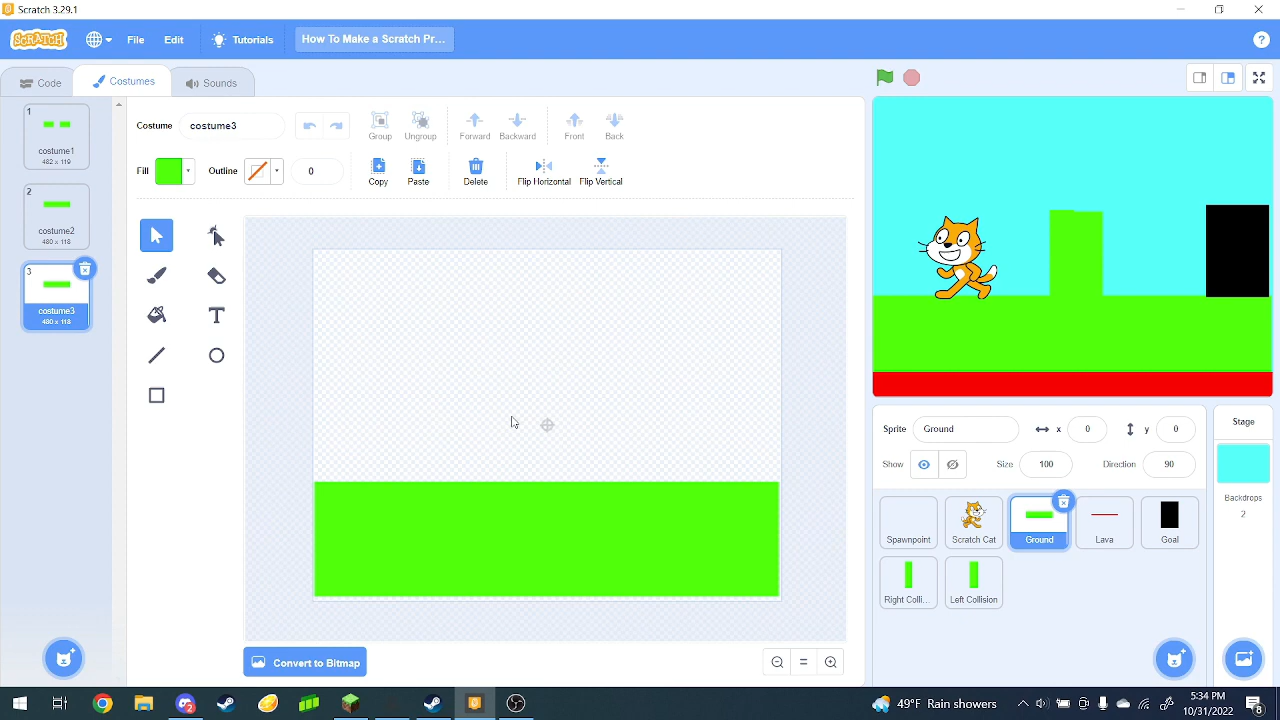 Scratch 3.29.1
SCRATCH File Edit Tutorials How To Make a Scratch Pr... ?
Code Costumes Sounds
1
costume1
482 x 119
2
costume2
480 x 118
3
costume3
480 x 118
Costume costume3 Group Ungroup Forward Backward Front Back
Fill Outline 0 Copy Paste Delete Flip Horizontal Flip Vertical
T
Convert to Bitmap
Sprite Ground x 0 y 0
Show Size 100 Direction 90
Spawnpoint Scratch Cat Ground Lava Goal
Right Colli... Left Collision
Stage
Backdrops
2
49°F Rain showers
5:34 PM
10/31/2022
8